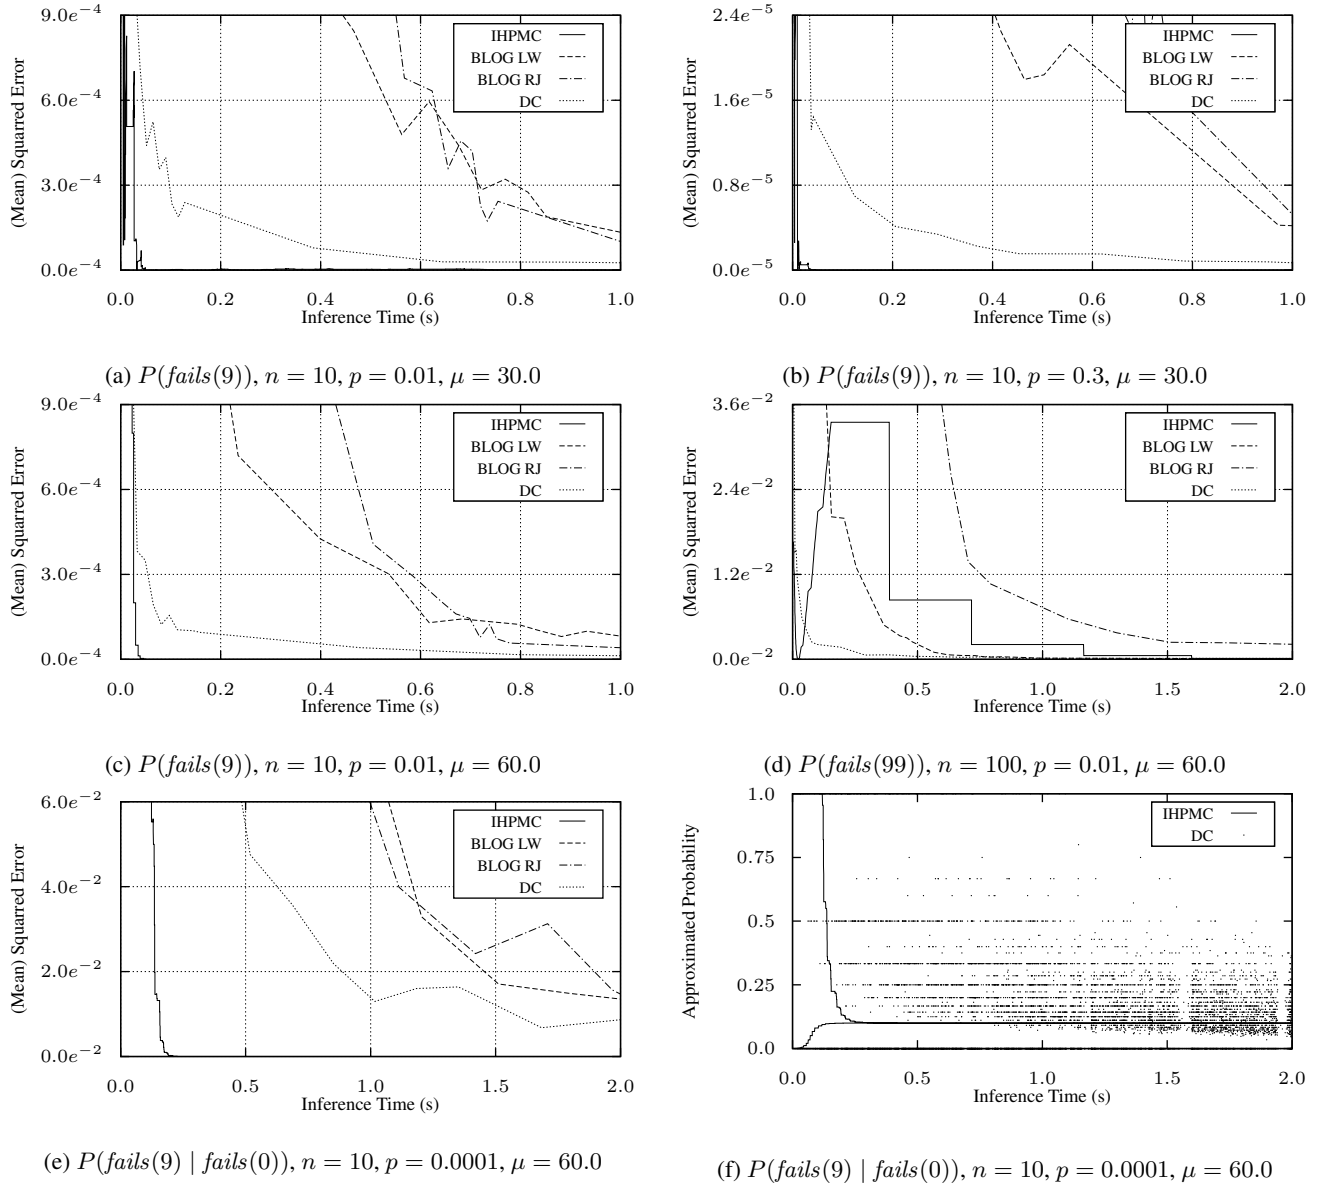 9.0e−4
6.0e−4
3.0e−4
0.0e−4
(Mean) Squarred Error
IHPMC
BLOG LW
BLOG RJ
DC
0.0 0.2 0.4 0.6 0.8 1.0
Inference Time (s)
(a) P(fails(9)), n = 10, p = 0.01, μ = 30.0
2.4e−5
1.6e−5
0.8e−5
0.0e−5
(Mean) Squarred Error
IHPMC
BLOG LW
BLOG RJ
DC
0.0 0.2 0.4 0.6 0.8 1.0
Inference Time (s)
(b) P(fails(9)), n = 10, p = 0.3, μ = 30.0
9.0e−4
6.0e−4
3.0e−4
0.0e−4
(Mean) Squarred Error
IHPMC
BLOG LW
BLOG RJ
DC
0.0 0.2 0.4 0.6 0.8 1.0
Inference Time (s)
(c) P(fails(9)), n = 10, p = 0.01, μ = 60.0
3.6e−2
2.4e−2
1.2e−2
0.0e−2
(Mean) Squarred Error
IHPMC
BLOG LW
BLOG RJ
DC
0.0 0.5 1.0 1.5 2.0
Inference Time (s)
(d) P(fails(99)), n = 100, p = 0.01, μ = 60.0
6.0e−2
4.0e−2
2.0e−2
0.0e−2
(Mean) Squarred Error
IHPMC
BLOG LW
BLOG RJ
DC
0.0 0.5 1.0 1.5 2.0
Inference Time (s)
(e) P(fails(9) | fails(0)), n = 10, p = 0.0001, μ = 60.0
1.0
0.75
0.5
0.25
0.0
Approximated Probability
IHPMC
DC
0.0 0.5 1.0 1.5 2.0
Inference Time (s)
(f) P(fails(9) | fails(0)), n = 10, p = 0.0001, μ = 60.0